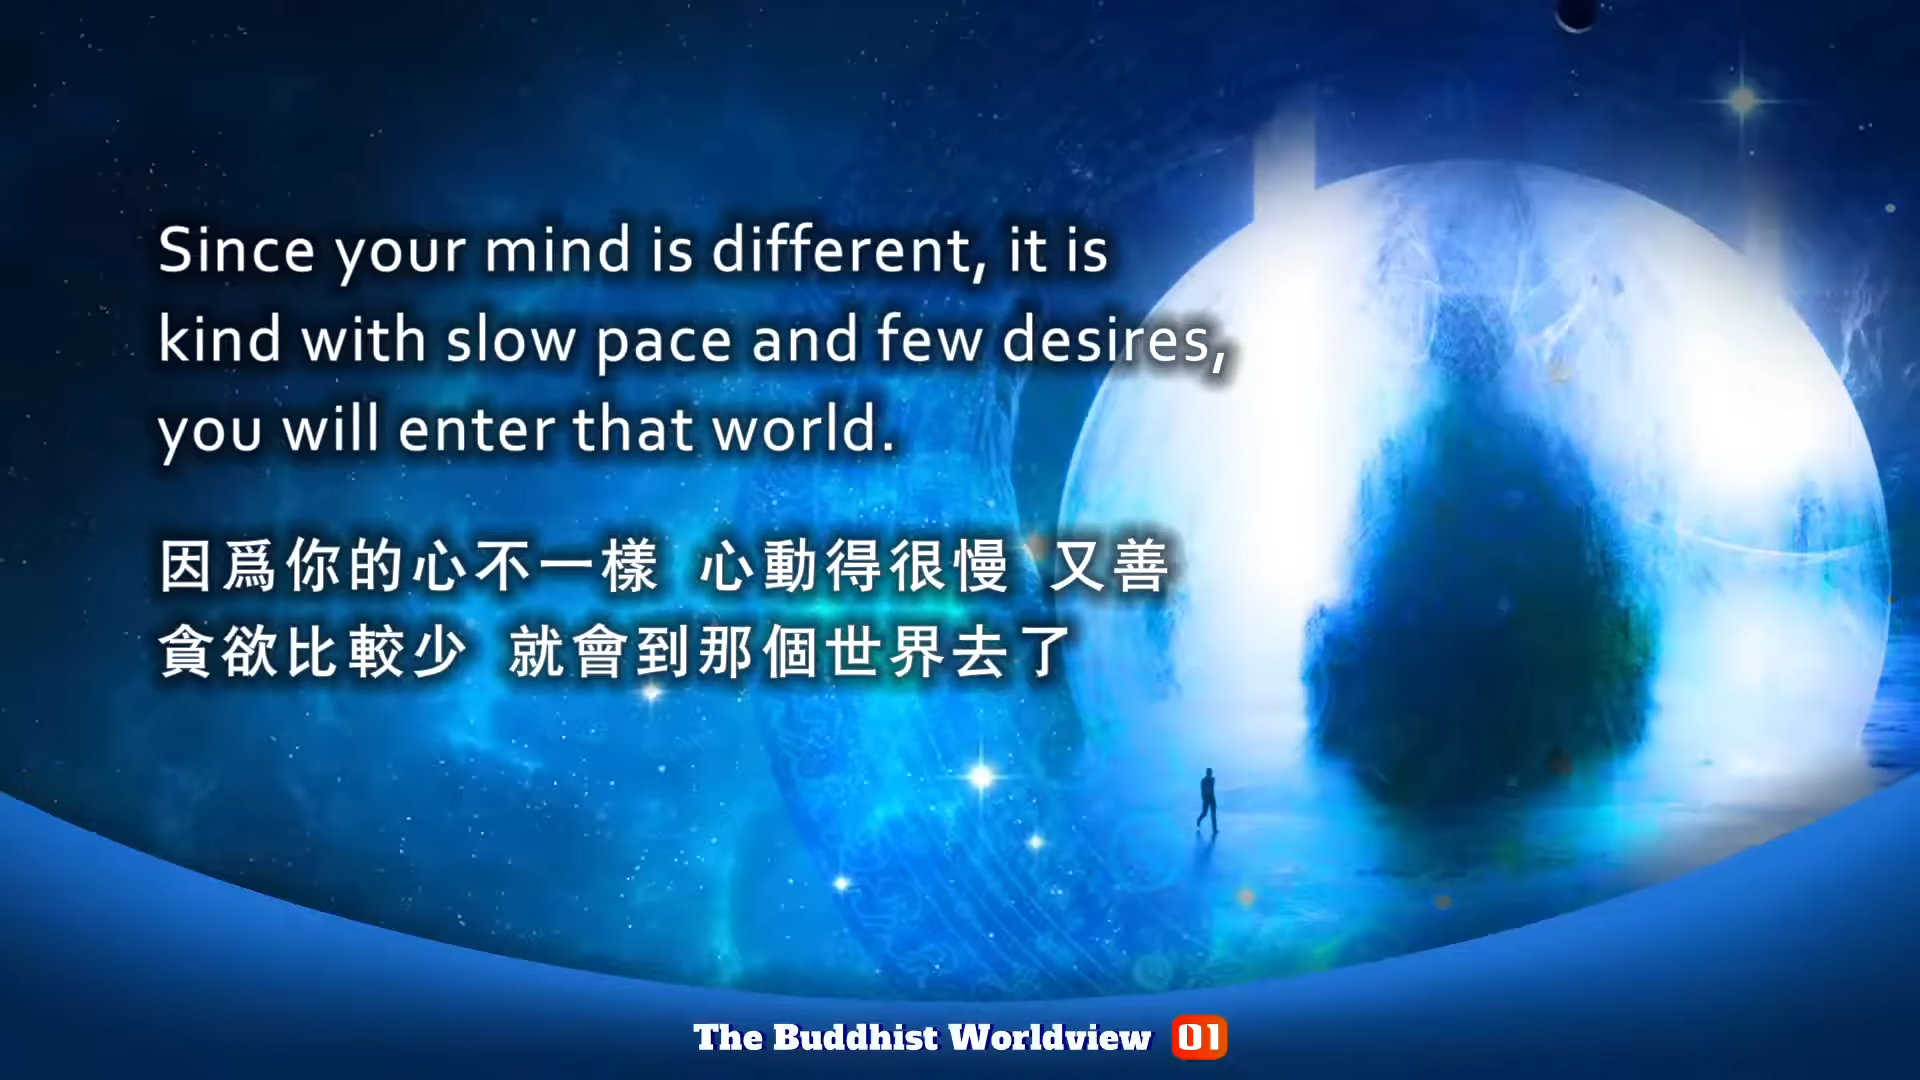 Since your mind is different, it is
kind with slow pace and few desires,
you will enter that world.
因爲你的心不一樣 心動得很慢 又善
貪欲比較少 就會到那個世界去了
The Buddhist Worldview 01